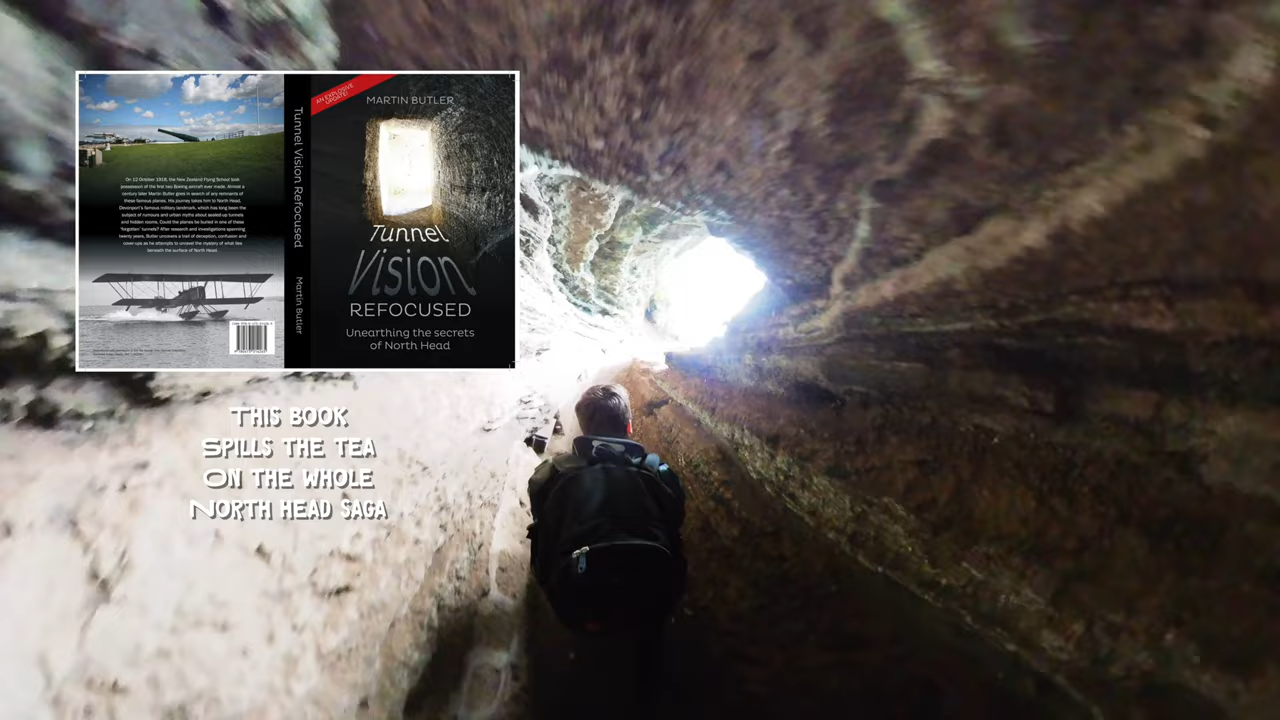 AN EXPLOSIVE
UPDATE!
MARTIN BUTLER
Tunnel
Vision
REFOCUSED
Unearthing the secrets
of North Head
Tunnel Vision Refocused
Martin Butler
On 12 October 1918, the New Zealand Flying School took
possession of the first two Boeing aircraft ever made. Almost a
century later Martin Butler goes in search of any remnants of
these famous planes. His journey takes him to North Head,
Devonport's famous military landmark, which has long been the
subject of rumours and urban myths about sealed-up tunnels
and hidden rooms. Could the planes be buried in one of these
'forgotten' tunnels? After research and investigations spanning
twenty years, Butler uncovers a trail of deception, confusion and
cover-ups as he attempts to unravel the mystery of what lies
beneath the surface of North Head.
THIS BOOK
SPILLS THE TEA
ON THE WHOLE
NORTH HEAD SAGA